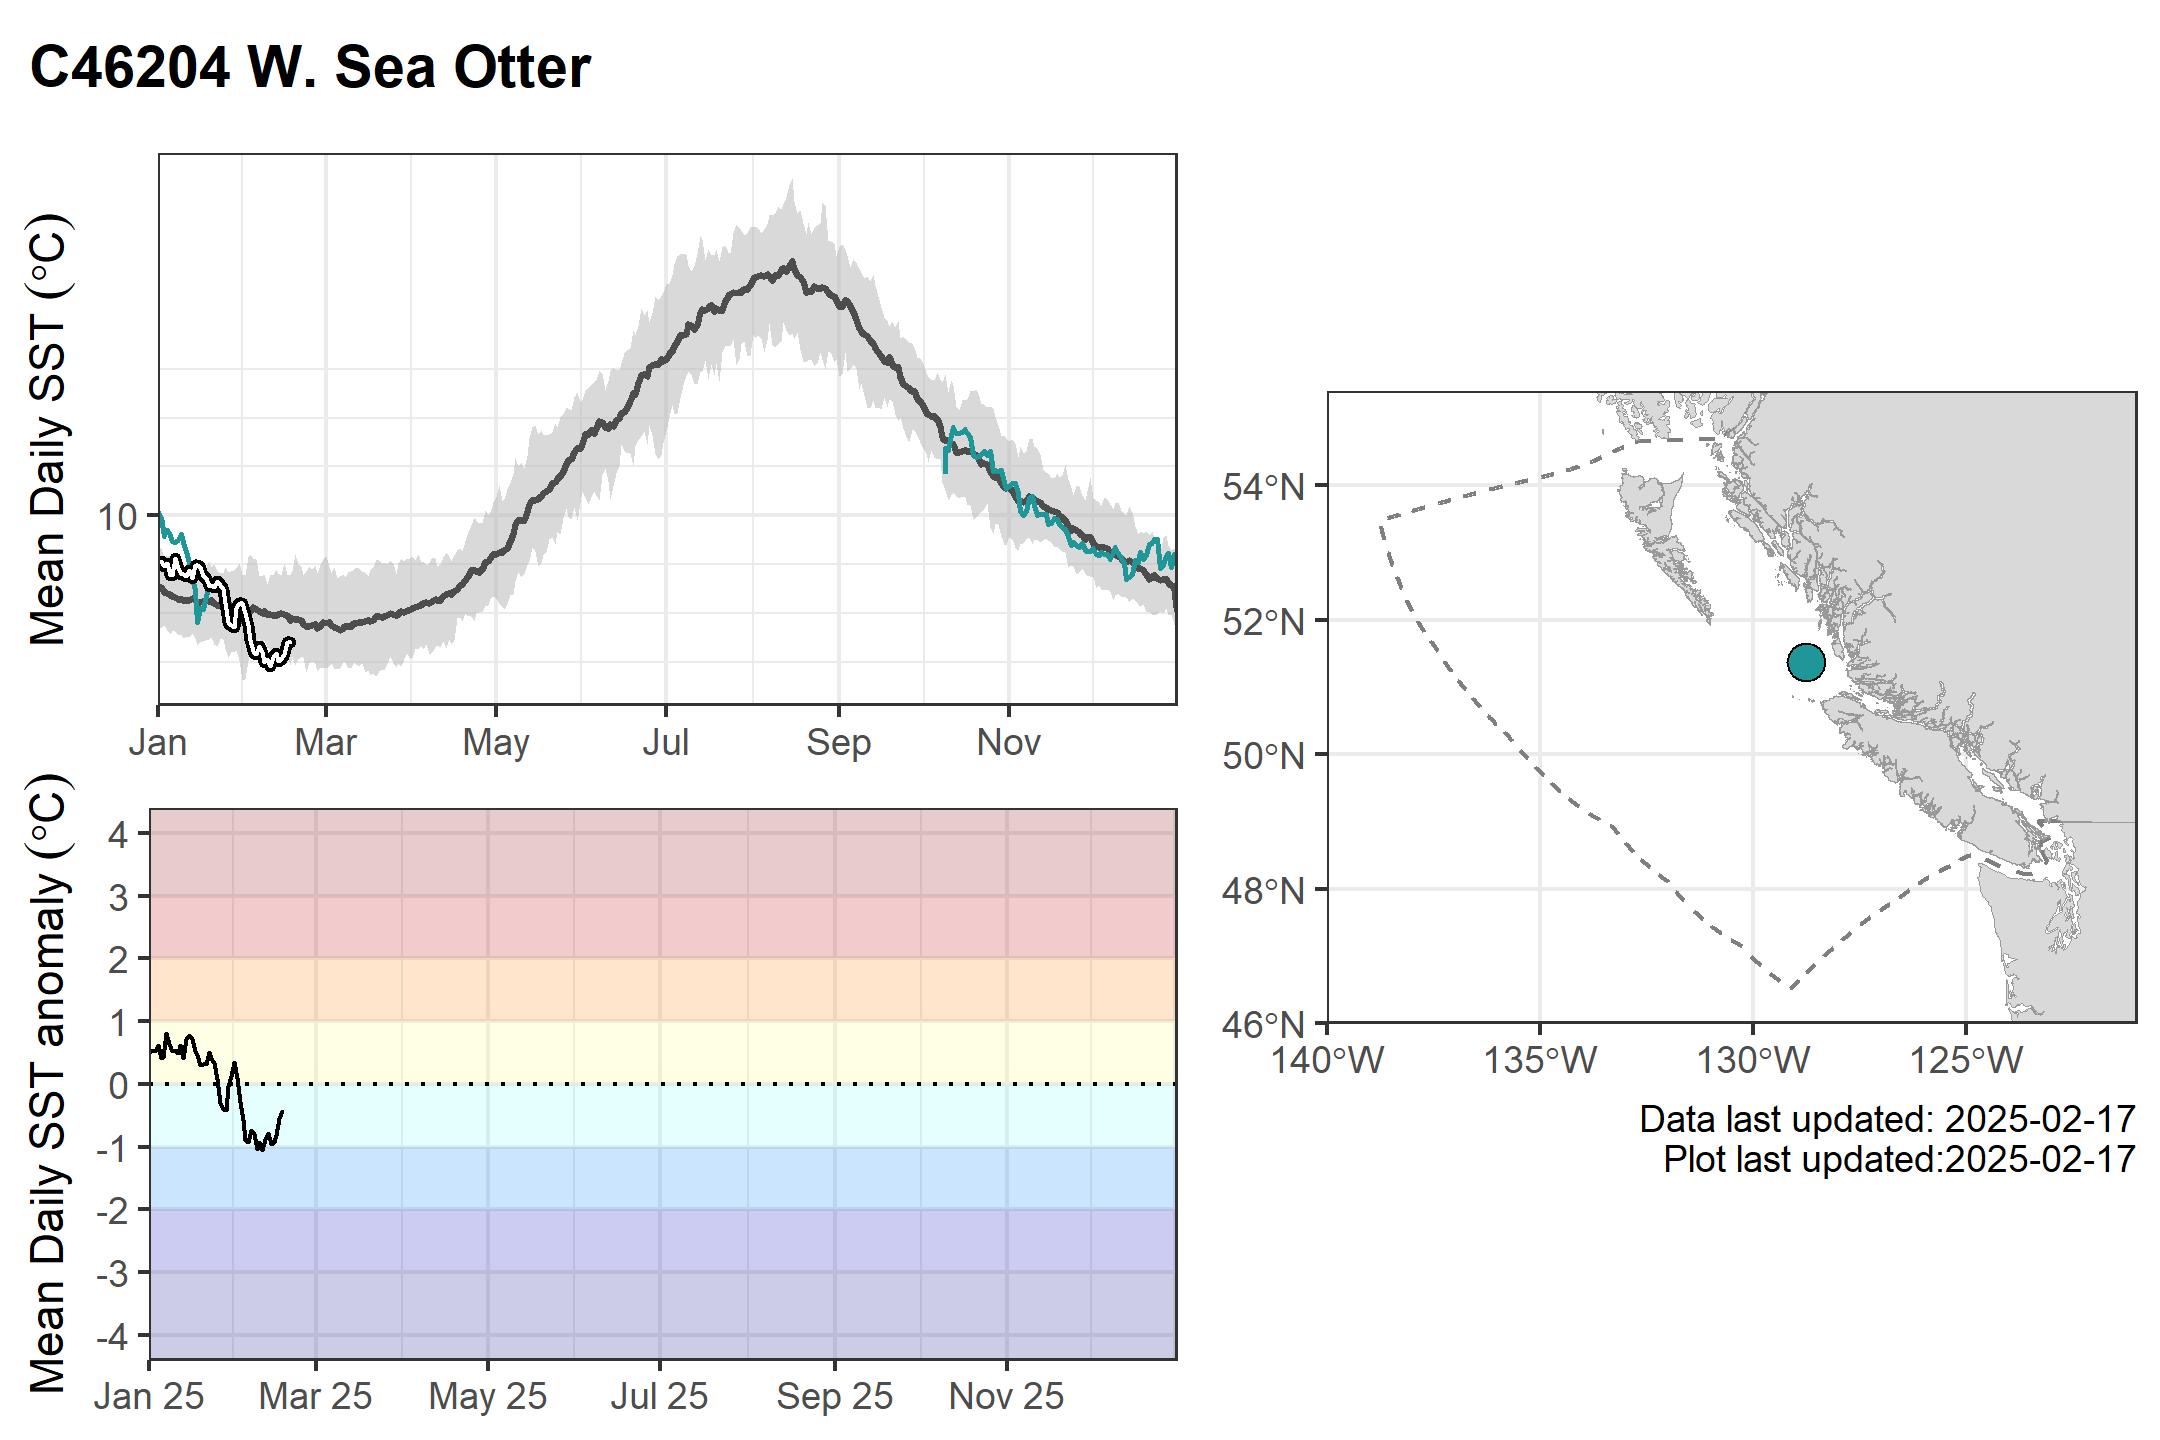 C46204 W. Sea Otter
Mean Daily SST (°C)
10
Jan Mar May Jul Sep Nov
Mean Daily SST anomaly (°C)
4
3
2
1
0
-1
-2
-3
-4
Jan 25 Mar 25 May 25 Jul 25 Sep 25 Nov 25
54°N
52°N
50°N
48°N
46°N
140°W 135°W 130°W 125°W
Data last updated: 2025-02-17
Plot last updated:2025-02-17